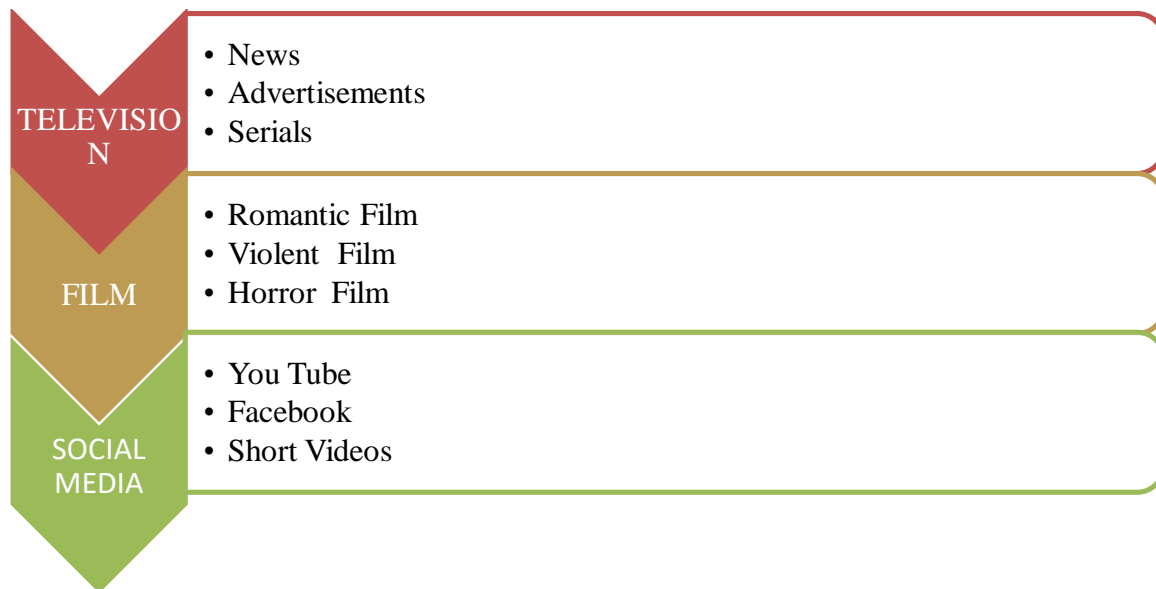 TELEVISIO
N
• News
• Advertisements
• Serials
FILM
• Romantic Film
• Violent  Film
• Horror  Film
SOCIAL
MEDIA
• You Tube
• Facebook
• Short Videos